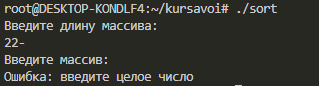 root@DESKTOP-KONDLF4:~/kursavoi# ./sort
Введите длину массива:
22-
Введите массив:
Ошибка: введите целое число